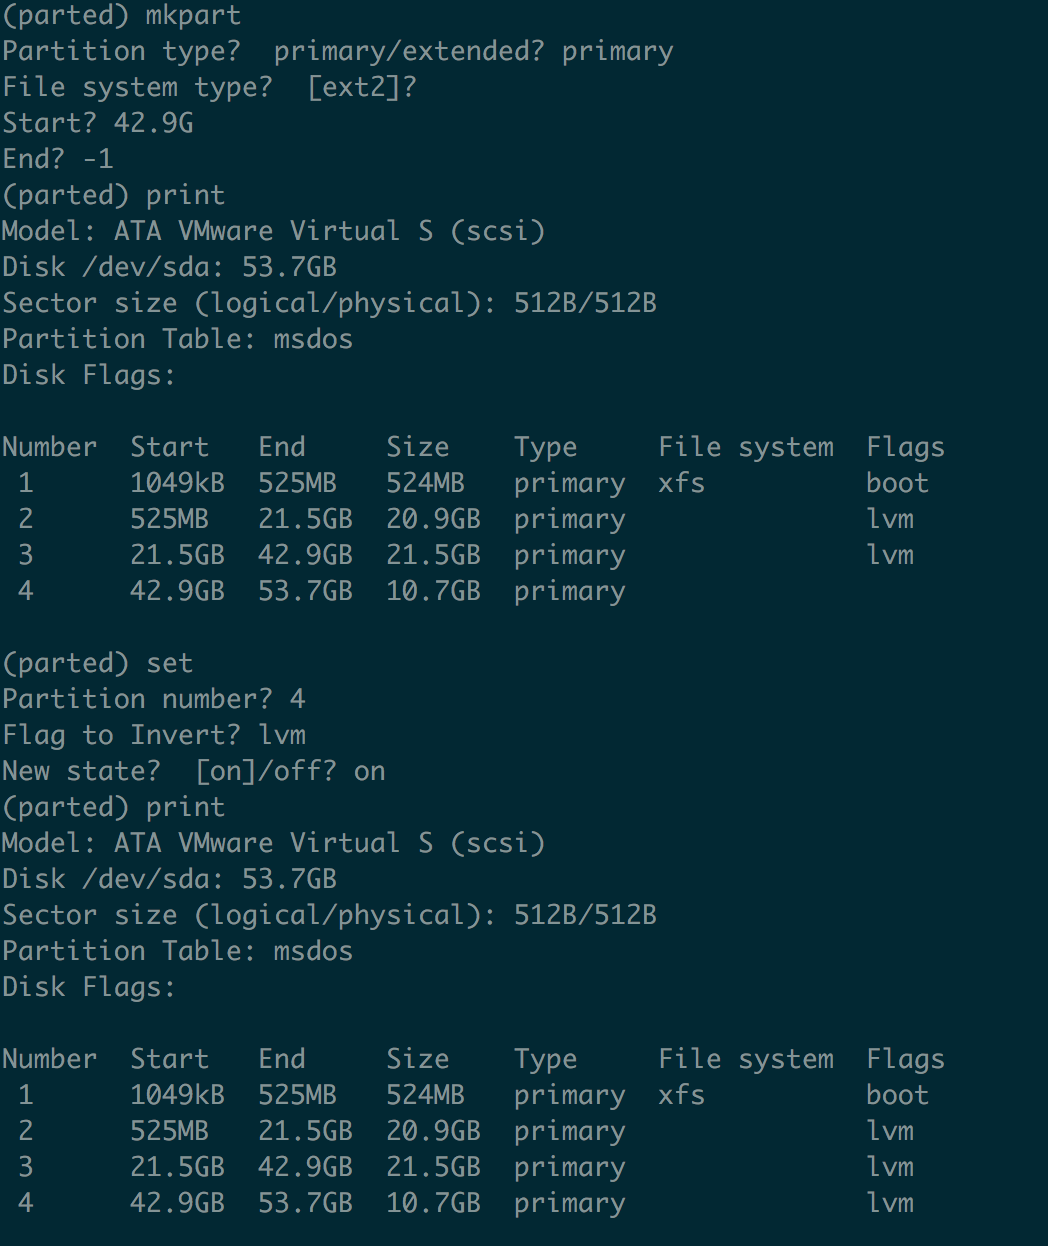 (parted) mkpart
Partition type?  primary/extended? primary
File system type?  [ext2]?
Start? 42.9G
End? -1
(parted) print
Model: ATA VMware Virtual S (scsi)
Disk /dev/sda: 53.7GB
Sector size (logical/physical): 512B/512B
Partition Table: msdos
Disk Flags:

Number  Start   End     Size    Type     File system  Flags
 1      1049kB  525MB   524MB   primary  xfs          boot
 2      525MB   21.5GB  20.9GB  primary               lvm
 3      21.5GB  42.9GB  21.5GB  primary               lvm
 4      42.9GB  53.7GB  10.7GB  primary

(parted) set
Partition number? 4
Flag to Invert? lvm
New state?  [on]/off? on
(parted) print
Model: ATA VMware Virtual S (scsi)
Disk /dev/sda: 53.7GB
Sector size (logical/physical): 512B/512B
Partition Table: msdos
Disk Flags:

Number  Start   End     Size    Type     File system  Flags
 1      1049kB  525MB   524MB   primary  xfs          boot
 2      525MB   21.5GB  20.9GB  primary               lvm
 3      21.5GB  42.9GB  21.5GB  primary               lvm
 4      42.9GB  53.7GB  10.7GB  primary               lvm